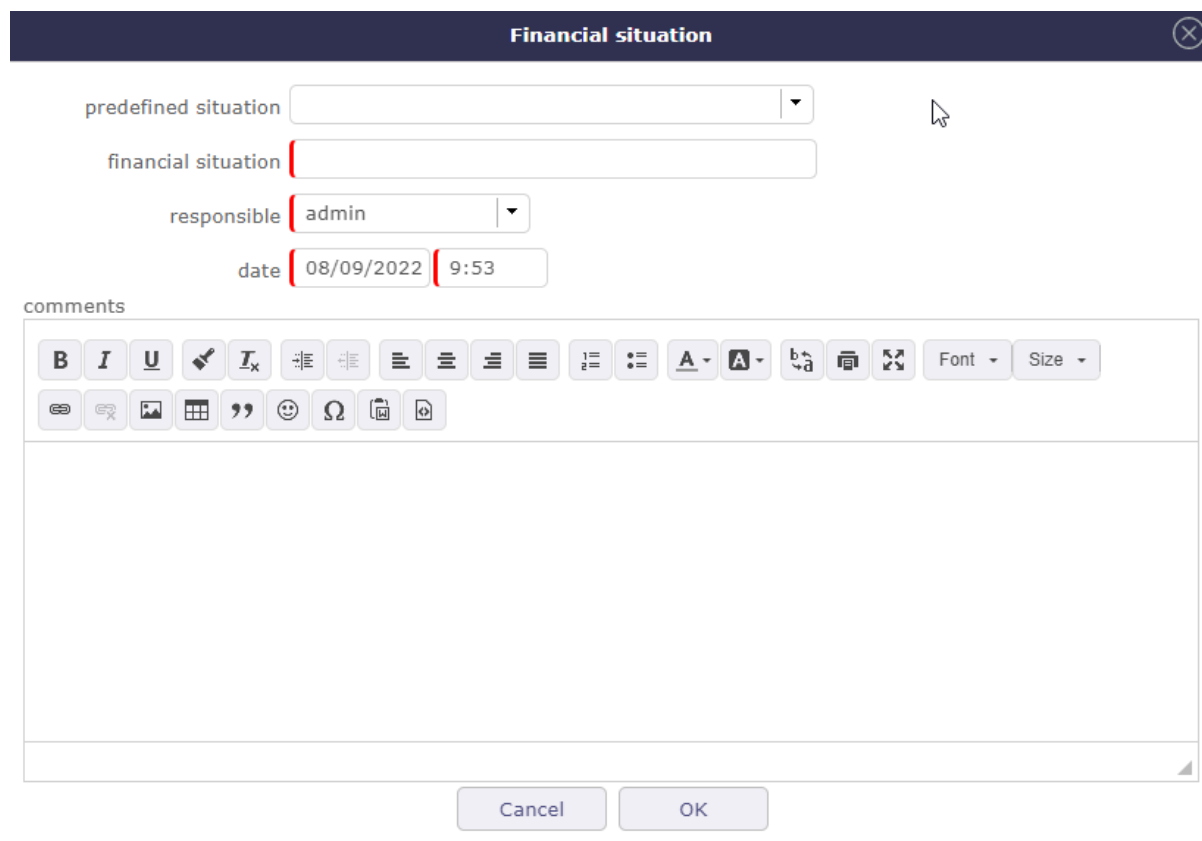 Financial situation
predefined situation
financial situation
responsible admin
date 08/09/2022 9:53
comments
B I U Font Size
Cancel OK